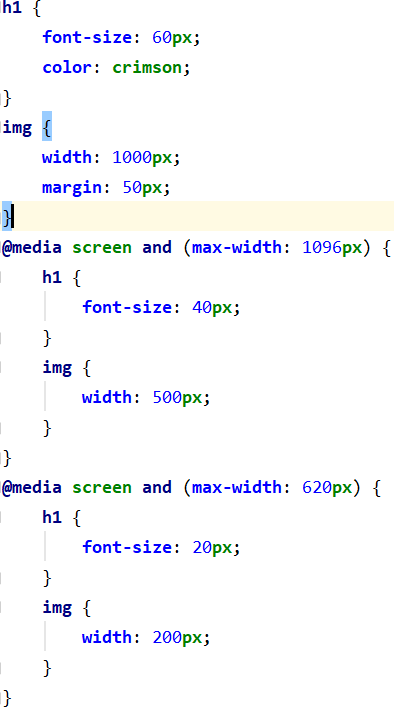 h1 {
    font-size: 60px;
    color: crimson;
}
img {
    width: 1000px;
    margin: 50px;
}
@media screen and (max-width: 1096px) {
    h1 {
        font-size: 40px;
    }
    img {
        width: 500px;
    }
}
@media screen and (max-width: 620px) {
    h1 {
        font-size: 20px;
    }
    img {
        width: 200px;
    }
}